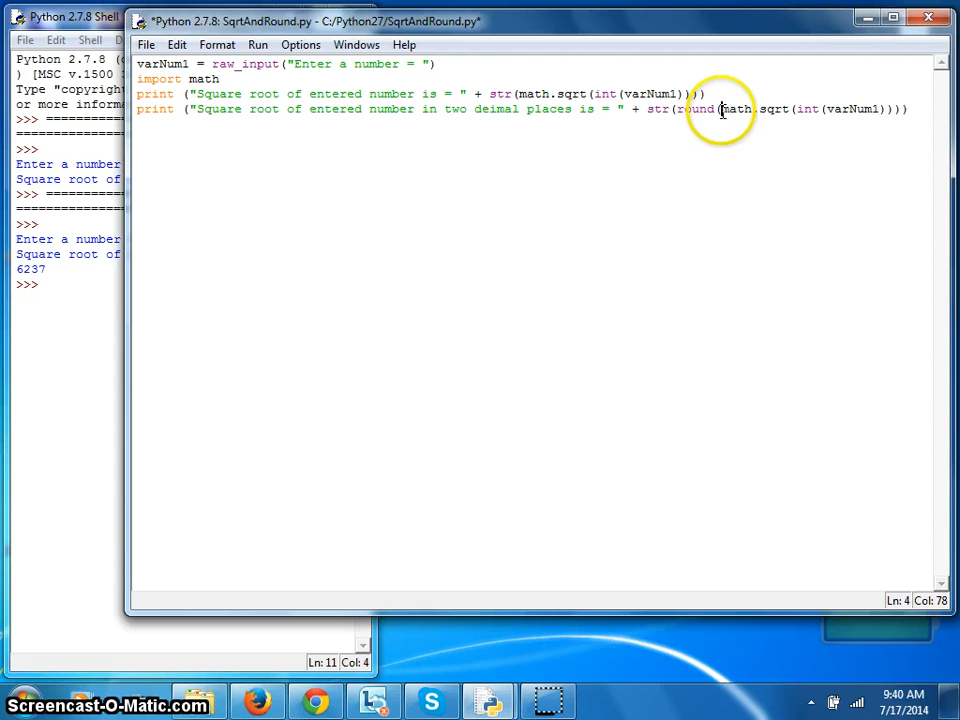 Python 2.7.8 Shell
File Edit Shell D
Python 2.7.8 (
) [MSC v.1500
Type "copyright
or more informa
>>> ==========
===============
>>>
Enter a number
Square root of
>>> ==========
===============
>>>
Enter a number
Square root of
6237
>>>
Ln: 11 Col: 4
*Python 2.7.8: SqrtAndRound.py - C:/Python27/SqrtAndRound.py*
File Edit Format Run Options Windows Help
varNum1 = raw_input("Enter a number = ")
import math
print ("Square root of entered number is = " + str(math.sqrt(int(varNum1))))
print ("Square root of entered number in two deimal places is = " + str(round(math.sqrt(int(varNum1))))
Ln: 4 Col: 78
Screencast-O-Matic.com
9:40 AM
7/17/2014